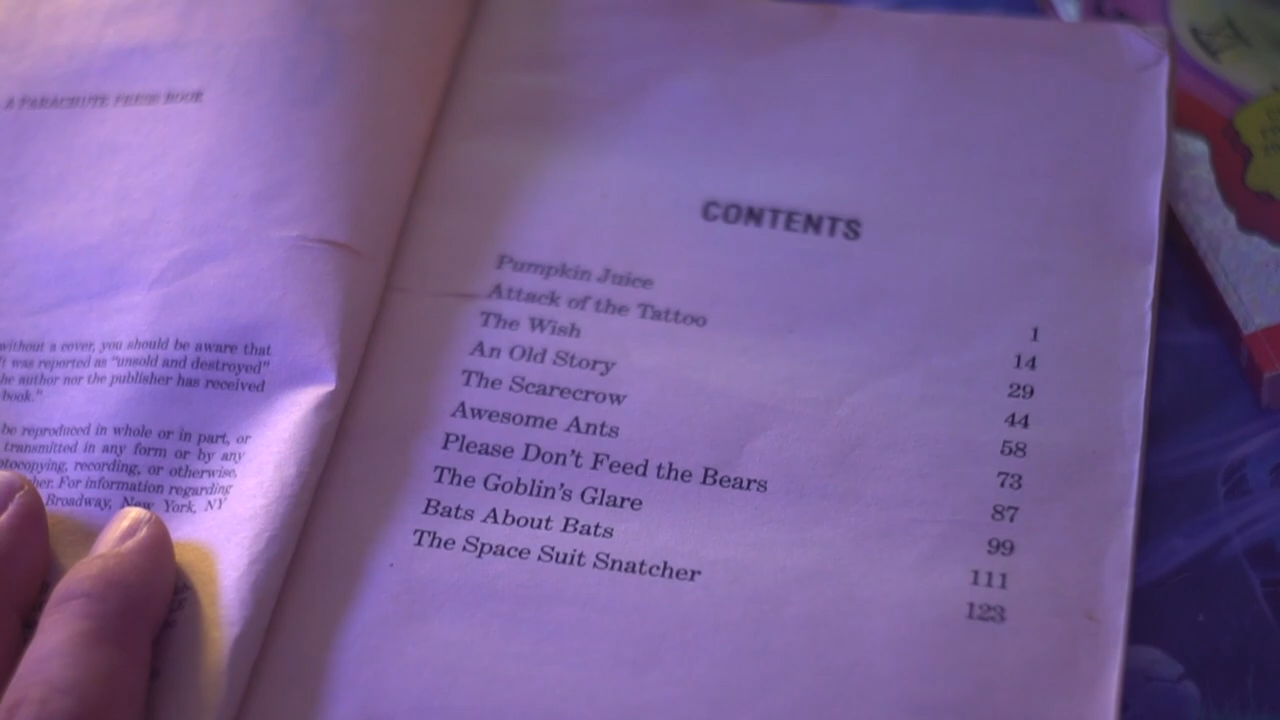 A PARACHUTE PRESS BOOK
without a cover, you should be aware that
it was reported as "unsold and destroyed"
he author nor the publisher has received
book."
be reproduced in whole or in part, or
transmitted in any form or by any
otocopying, recording, or otherwise,
her. For information regarding
Broadway, New York, NY
CONTENTS
Pumpkin Juice 1
Attack of the Tattoo 14
The Wish 29
An Old Story 44
The Scarecrow 58
Awesome Ants 73
Please Don't Feed the Bears 87
The Goblin's Glare 99
Bats About Bats 111
The Space Suit Snatcher 123